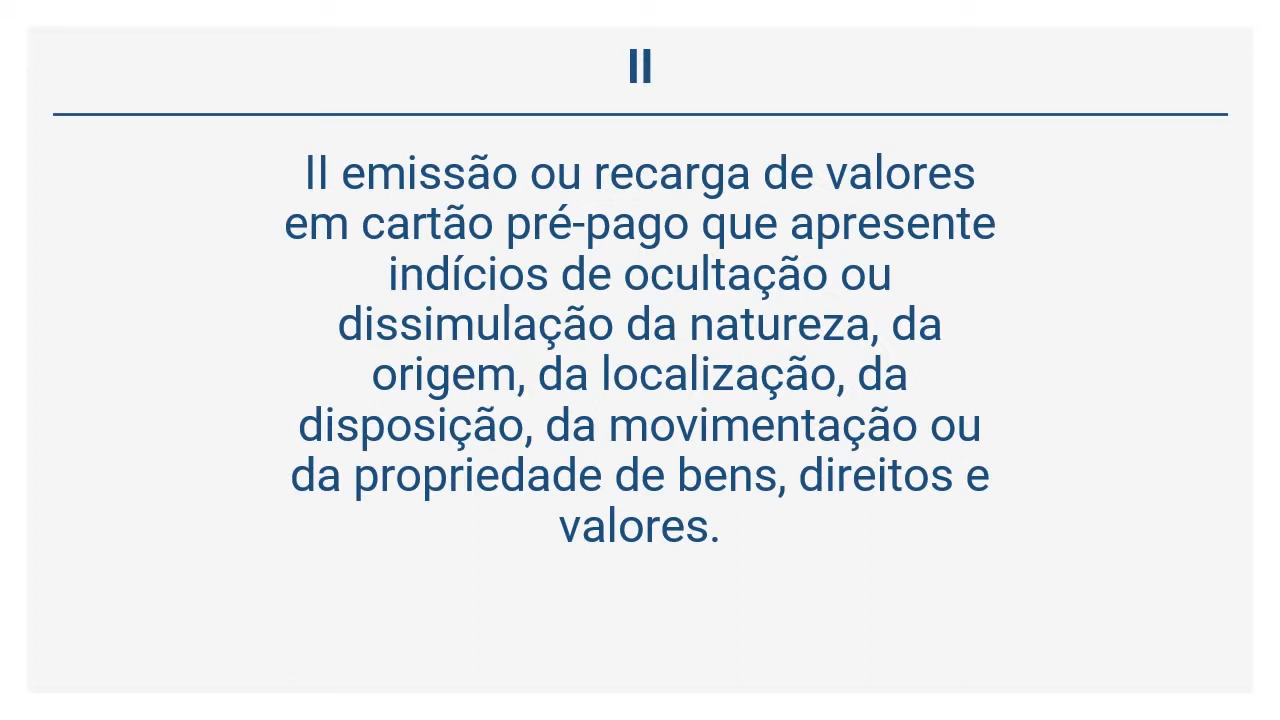 II
II emissão ou recarga de valores
em cartão pré-pago que apresente
indícios de ocultação ou
dissimulação da natureza, da
origem, da localização, da
disposição, da movimentação ou
da propriedade de bens, direitos e
valores.